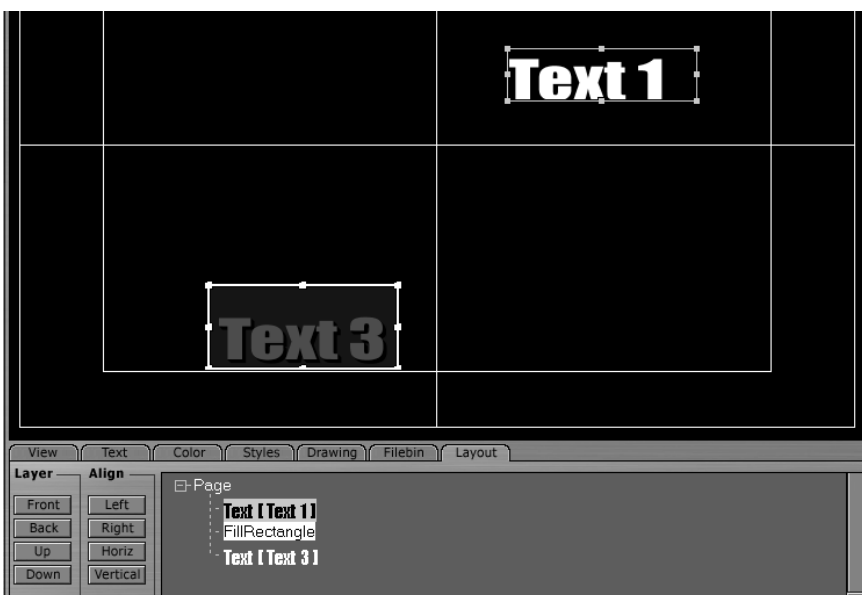 Text 1
Text 3
View Text Color Styles Drawing Filebin Layout
Layer Align
Front Left
Back Right
Up Horiz
Down Vertical
Page
Text [ Text 1 ]
FillRectangle
Text [ Text 3 ]